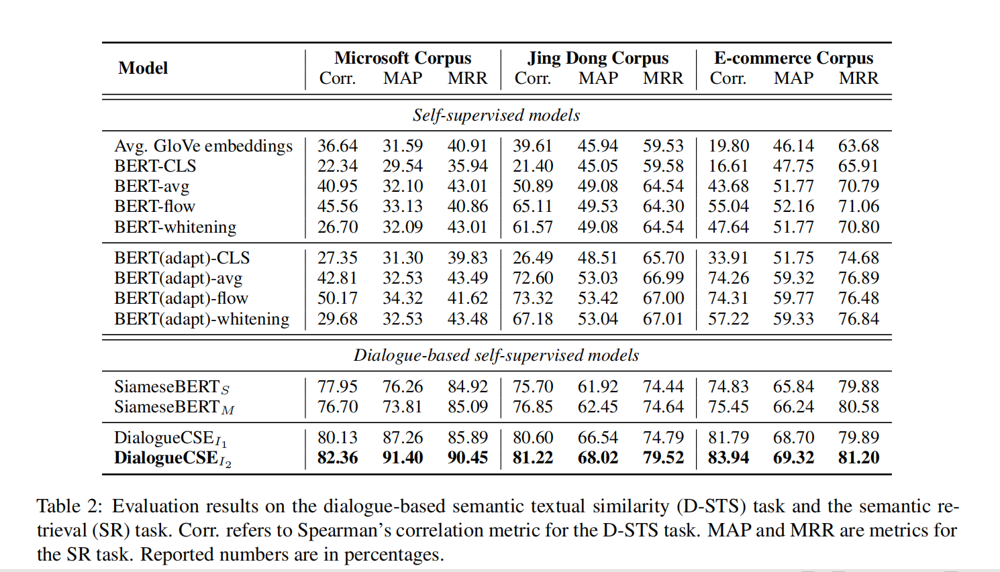 Model Microsoft Corpus Jing Dong Corpus E-commerce Corpus
Corr. MAP MRR Corr. MAP MRR Corr. MAP MRR
Self-supervised models
Avg. GloVe embeddings 36.64 31.59 40.91 39.61 45.94 59.53 19.80 46.14 63.68
BERT-CLS 22.34 29.54 35.94 21.40 45.05 59.58 16.61 47.75 65.91
BERT-avg 40.95 32.10 43.01 50.89 49.08 64.54 43.68 51.77 70.79
BERT-flow 45.56 33.13 40.86 65.11 49.53 64.30 55.04 52.16 71.06
BERT-whitening 26.70 32.09 43.01 61.57 49.08 64.54 47.64 51.77 70.80
BERT(adapt)-CLS 27.35 31.30 39.83 26.49 48.51 65.70 33.91 51.75 74.68
BERT(adapt)-avg 42.81 32.53 43.49 72.60 53.03 66.99 74.26 59.32 76.89
BERT(adapt)-flow 50.17 34.32 41.62 73.32 53.42 67.00 74.31 59.77 76.48
BERT(adapt)-whitening 29.68 32.53 43.48 67.18 53.04 67.01 57.22 59.33 76.84
Dialogue-based self-supervised models
SiameseBERT_S 77.95 76.26 84.92 75.70 61.92 74.44 74.83 65.84 79.88
SiameseBERT_M 76.70 73.81 85.09 76.85 62.45 74.64 75.45 66.24 80.58
DialogueCSE_I1 80.13 87.26 85.89 80.60 66.54 74.79 81.79 68.70 79.89
DialogueCSE_I2 82.36 91.40 90.45 81.22 68.02 79.52 83.94 69.32 81.20
Table 2: Evaluation results on the dialogue-based semantic textual similarity (D-STS) task and the semantic re-
trieval (SR) task. Corr. refers to Spearman's correlation metric for the D-STS task. MAP and MRR are metrics for
the SR task. Reported numbers are in percentages.